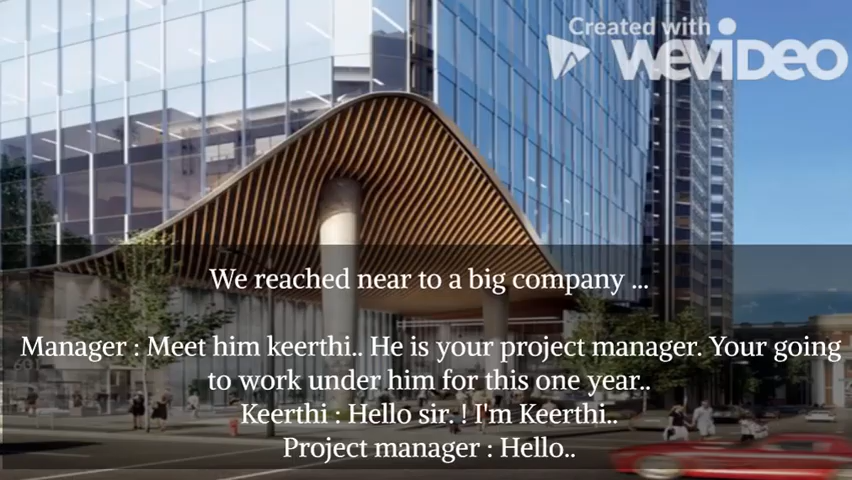 Created with
WEVIDEO
We reached near to a big company ...
Manager : Meet him keerthi.. He is your project manager. Your going
to work under him for this one year..
Keerthi : Hello sir. ! I'm Keerthi..
Project manager : Hello..